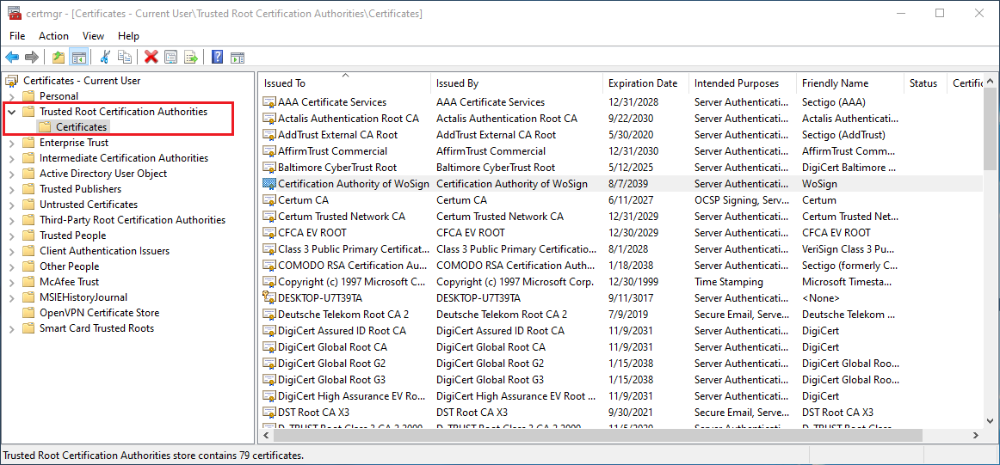 certmgr - [Certificates - Current User\Trusted Root Certification Authorities\Certificates]
File Action View Help
Certificates - Current User
Personal
Trusted Root Certification Authorities
Certificates
Enterprise Trust
Intermediate Certification Authorities
Active Directory User Object
Trusted Publishers
Untrusted Certificates
Third-Party Root Certification Authorities
Trusted People
Client Authentication Issuers
Other People
McAfee Trust
MSIEHistoryJournal
OpenVPN Certificate Store
Smart Card Trusted Roots
Issued To Issued By Expiration Date Intended Purposes Friendly Name Status Certific
AAA Certificate Services AAA Certificate Services 12/31/2028 Server Authenticati... Sectigo (AAA)
Actalis Authentication Root CA Actalis Authentication Root CA 9/22/2030 Server Authenticati... Actalis Authenticati...
AddTrust External CA Root AddTrust External CA Root 5/30/2020 Server Authenticati... Sectigo (AddTrust)
AffirmTrust Commercial AffirmTrust Commercial 12/31/2030 Server Authenticati... AffirmTrust Comm...
Baltimore CyberTrust Root Baltimore CyberTrust Root 5/12/2025 Server Authenticati... DigiCert Baltimore ...
Certification Authority of WoSign Certification Authority of WoSign 8/7/2039 Server Authenticati... WoSign
Certum CA Certum CA 6/11/2027 OCSP Signing, Serv... Certum
Certum Trusted Network CA Certum Trusted Network CA 12/31/2029 Server Authenticati... Certum Trusted Net...
CFCA EV ROOT CFCA EV ROOT 12/30/2029 Server Authenticati... CFCA EV ROOT
Class 3 Public Primary Certificat... Class 3 Public Primary Certificatio... 8/1/2028 Server Authenticati... VeriSign Class 3 Pu...
COMODO RSA Certification Au... COMODO RSA Certification Auth... 1/18/2038 Server Authenticati... Sectigo (formerly C...
Copyright (c) 1997 Microsoft C... Copyright (c) 1997 Microsoft Corp. 12/30/1999 Time Stamping Microsoft Timesta...
DESKTOP-U7T39TA DESKTOP-U7T39TA 9/11/3017 Server Authenticati... <None>
Deutsche Telekom Root CA 2 Deutsche Telekom Root CA 2 7/9/2019 Secure Email, Serve... Deutsche Telekom ...
DigiCert Assured ID Root CA DigiCert Assured ID Root CA 11/9/2031 Server Authenticati... DigiCert
DigiCert Global Root CA DigiCert Global Root CA 11/9/2031 Server Authenticati... DigiCert
DigiCert Global Root G2 DigiCert Global Root G2 1/15/2038 Server Authenticati... DigiCert Global Roo...
DigiCert Global Root G3 DigiCert Global Root G3 1/15/2038 Server Authenticati... DigiCert Global Roo...
DigiCert High Assurance EV Ro... DigiCert High Assurance EV Root ... 11/9/2031 Server Authenticati... DigiCert
DST Root CA X3 DST Root CA X3 9/30/2021 Secure Email, Serve... DST Root CA X3
Trusted Root Certification Authorities store contains 79 certificates.